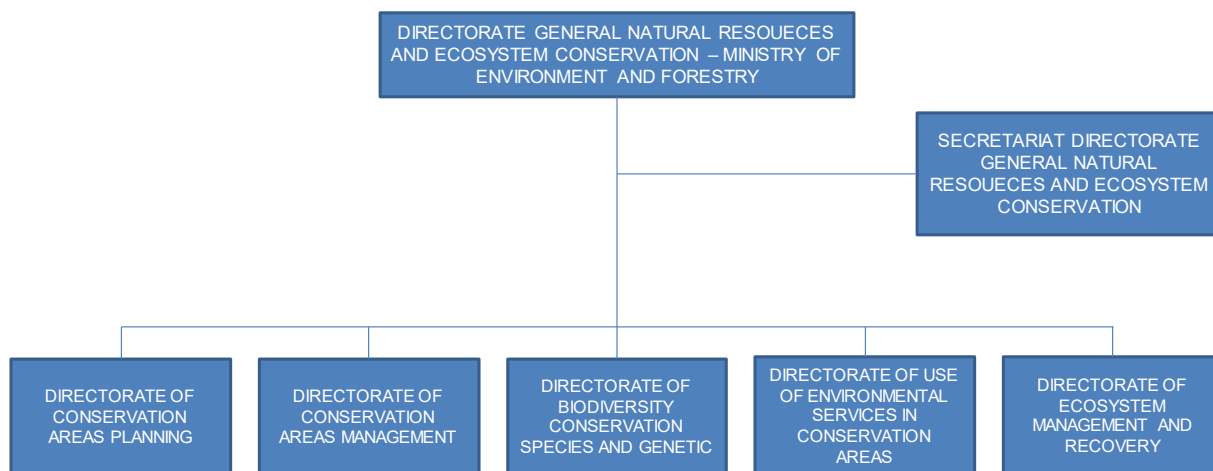 DIRECTORATE GENERAL NATURAL RESOUECES
AND ECOSYSTEM CONSERVATION – MINISTRY OF
ENVIRONMENT AND FORESTRY
SECRETARIAT DIRECTORATE
GENERAL NATURAL
RESOUECES AND ECOSYSTEM
CONSERVATION
DIRECTORATE OF
CONSERVATION
AREAS PLANNING
DIRECTORATE OF
CONSERVATION
AREAS MANAGEMENT
DIRECTORATE OF
BIODIVERSITY
CONSERVATION
SPECIES AND GENETIC
DIRECTORATE OF USE
OF ENVIRONMENTAL
SERVICES IN
CONSERVATION
AREAS
DIRECTORATE OF
ECOSYSTEM
MANAGEMENT AND
RECOVERY